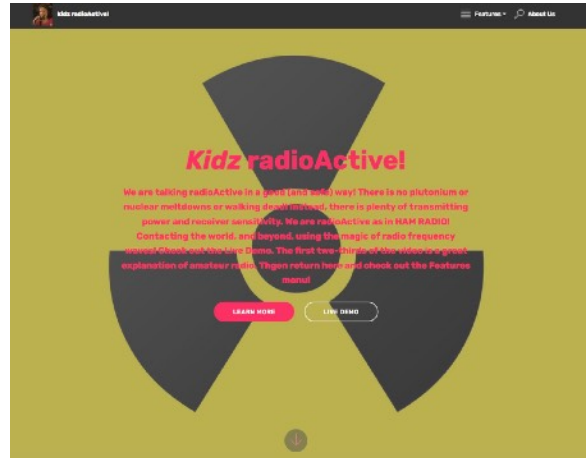 kidz radioActive!
Features
About Us
Kidz radioActive!
We are talking radioActive in a good (and safe) way! There is no plutonium or
nuclear meltdowns or walking dead; instead, there is plenty of transmitting
power and receiver sensitivity. We are radioActive as in HAM RADIO!
Contacting the world, and beyond, using the magic of radio frequency
waves! Check out the Live Demo. The first two-thirds of the video is a great
explanation of amateur radio. Then return here and check out the Features
menu!
LEARN MORE
LIVE DEMO